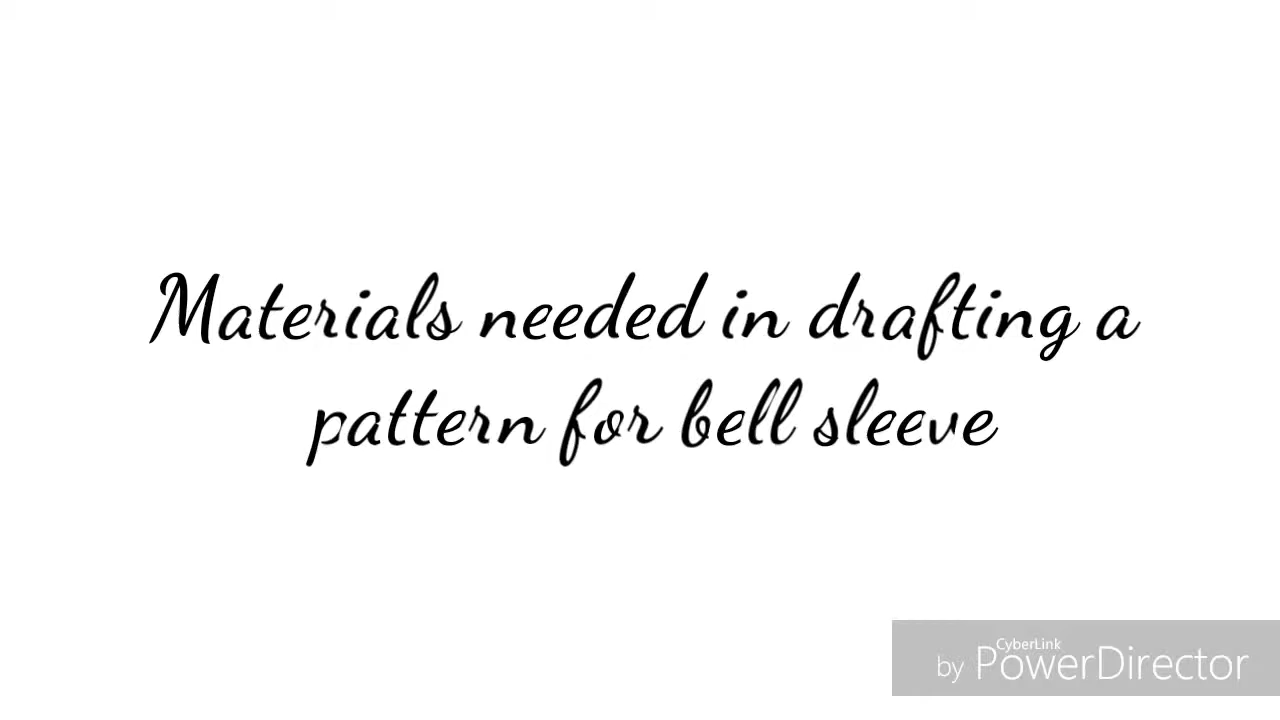 Materials needed in drafting a
pattern for bell sleeve
CyberLink
by PowerDirector